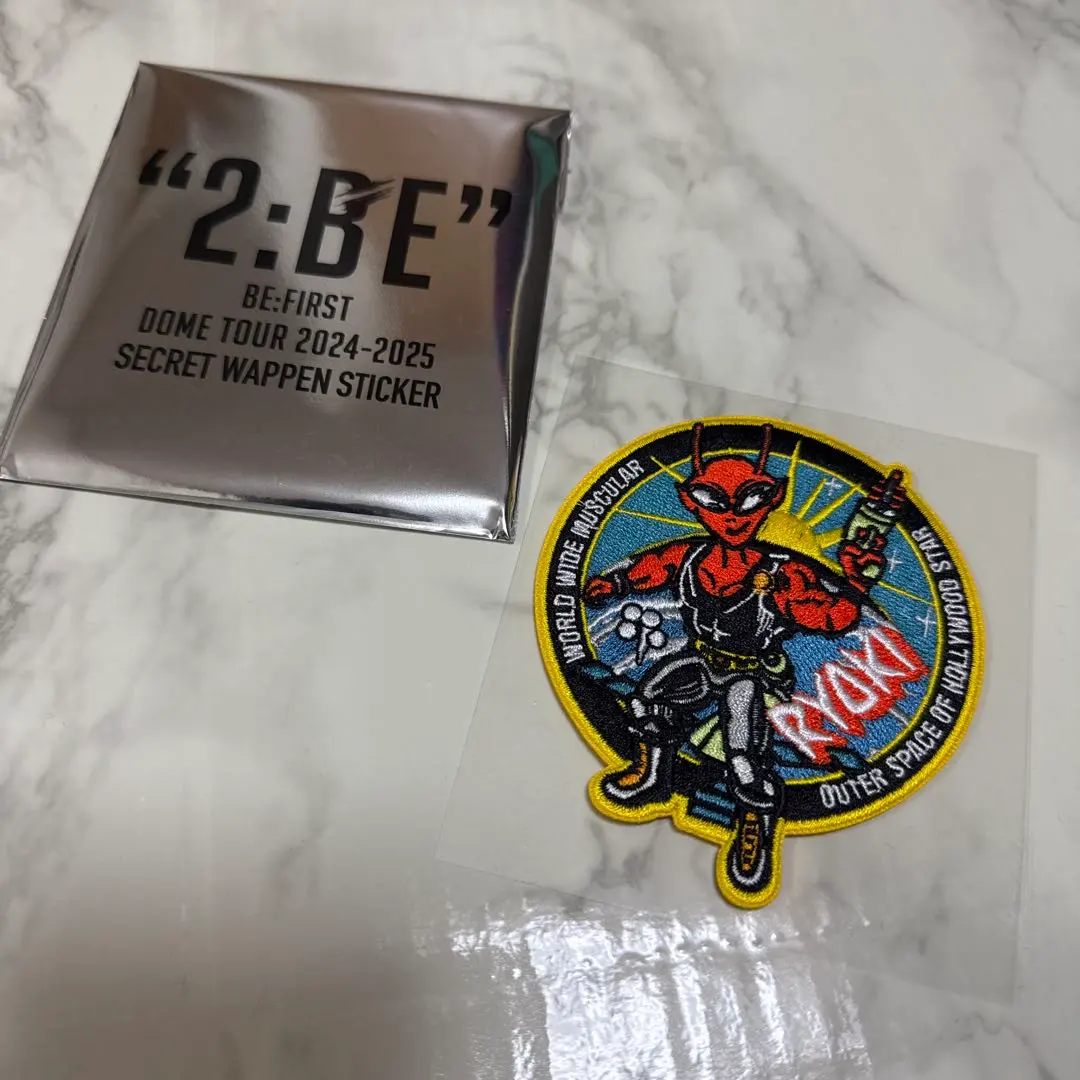 “2:BE”
BE:FIRST
DOME TOUR 2024-2025
SECRET WAPPEN STICKER
WORLD WIDE MUSCULAR
RYOKI
OUTER SPACE OF HOLLYWOOD STAR